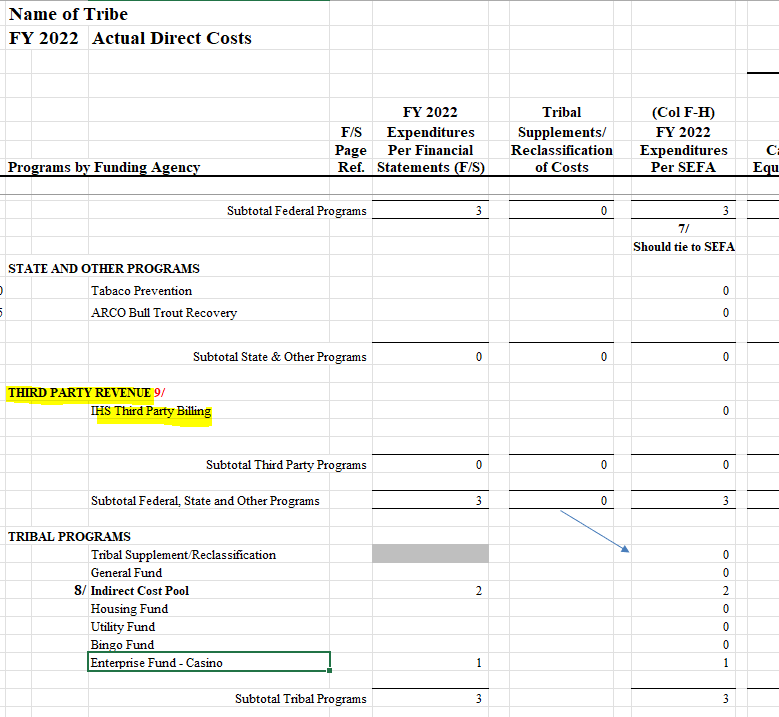 Name of Tribe
FY 2022 Actual Direct Costs
FY 2022 Tribal (Col F-H)
F/S Expenditures Supplements/ FY 2022
Page Per Financial Reclassification Expenditures
Programs by Funding Agency Ref. Statements (F/S) of Costs Per SEFA Equ
Subtotal Federal Programs 3 0 3
7/
Should tie to SEFA
STATE AND OTHER PROGRAMS
Tabaco Prevention 0
ARCO Bull Trout Recovery 0
Subtotal State & Other Programs 0 0 0
THIRD PARTY REVENUE 9/
IHS Third Party Billing 0
Subtotal Third Party Programs 0 0 0
Subtotal Federal, State and Other Programs 3 0 3
TRIBAL PROGRAMS
Tribal Supplement/Reclassification 0
General Fund 0
8/ Indirect Cost Pool 2 2
Housing Fund 0
Utility Fund 0
Bingo Fund 0
Enterprise Fund - Casino 1 1
Subtotal Tribal Programs 3 3